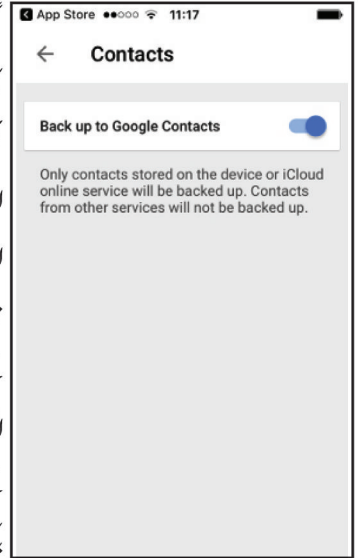 App Store 11:17
Contacts
Back up to Google Contacts
Only contacts stored on the device or iCloud
online service will be backed up. Contacts
from other services will not be backed up.